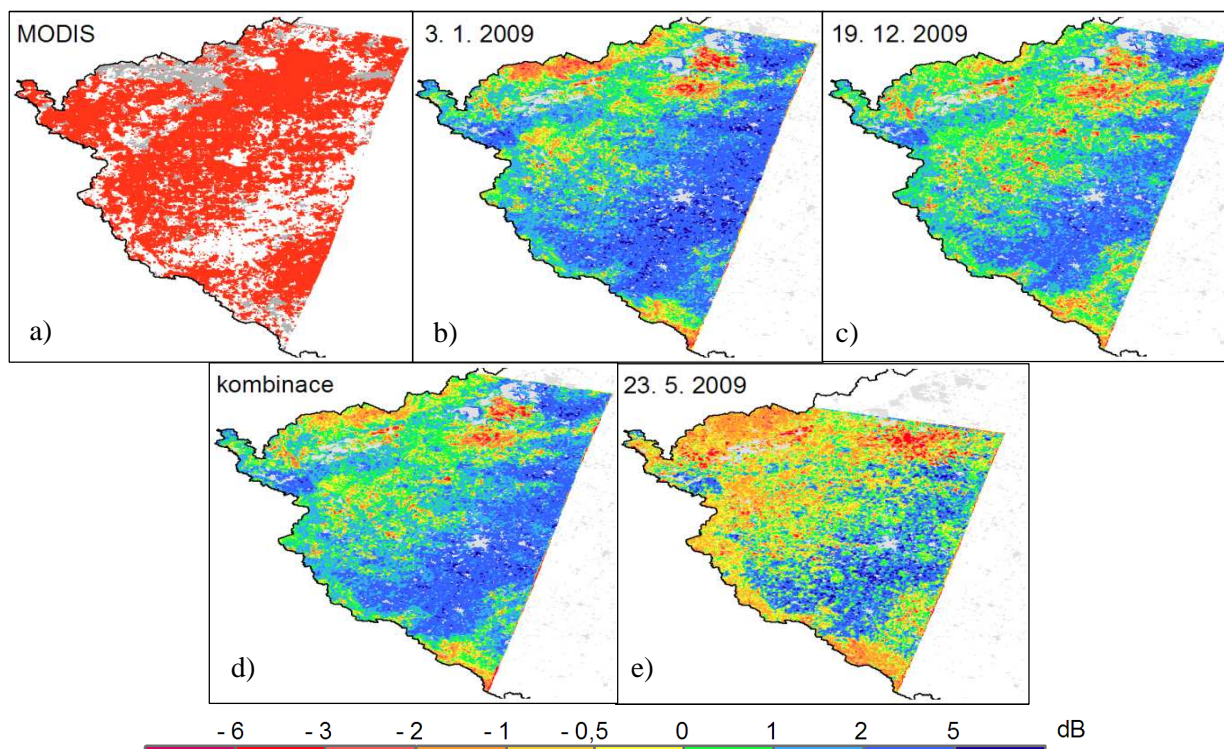 MODIS
a)
3. 1. 2009
b)
19. 12. 2009
c)
kombinace
d)
23. 5. 2009
e)
- 6 - 3 - 2 - 1 - 0,5 0 1 2 5 dB